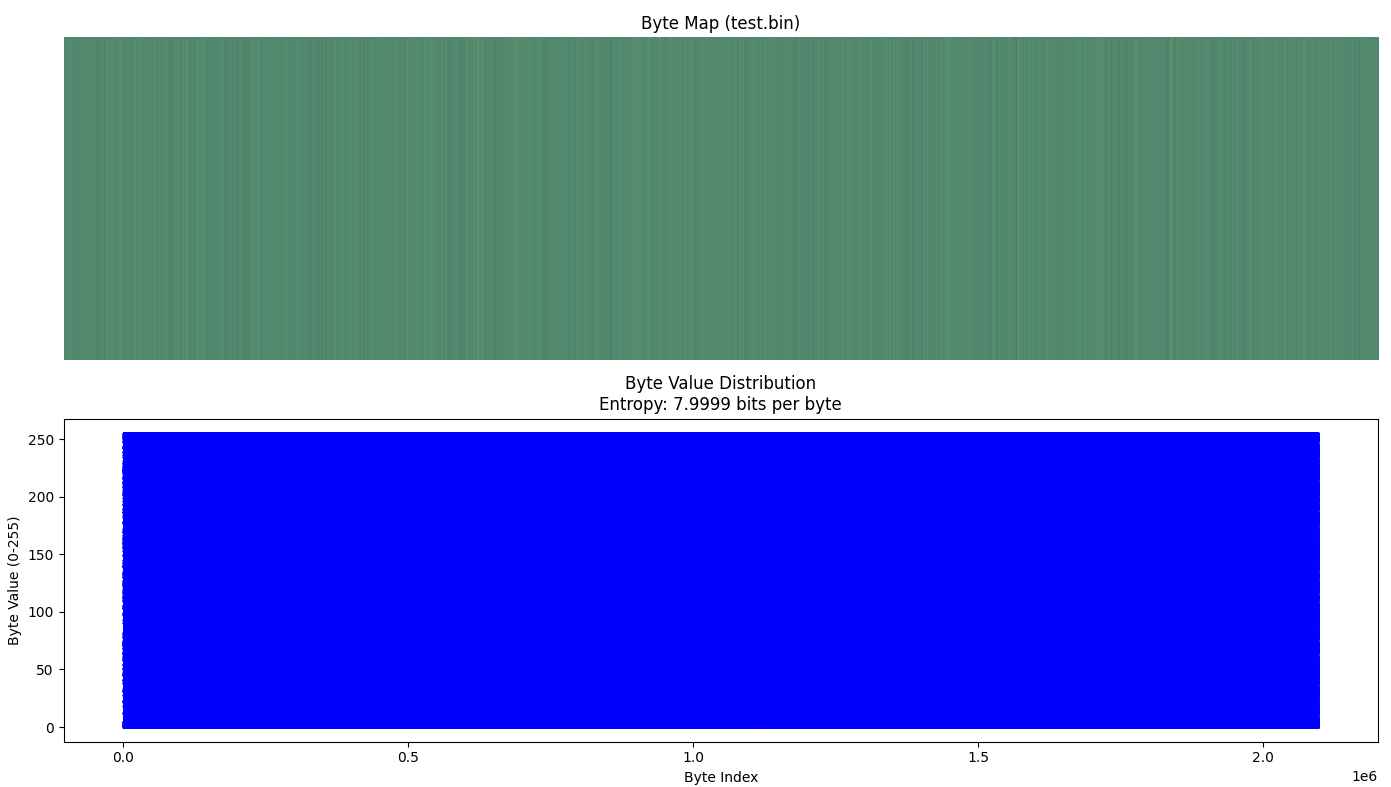 Byte Map (test.bin)
Byte Value Distribution
Entropy: 7.9999 bits per byte
Byte Value (0-255)
250
200
150
100
50
0
0.0 0.5 1.0 1.5 2.0
1e6
Byte Index